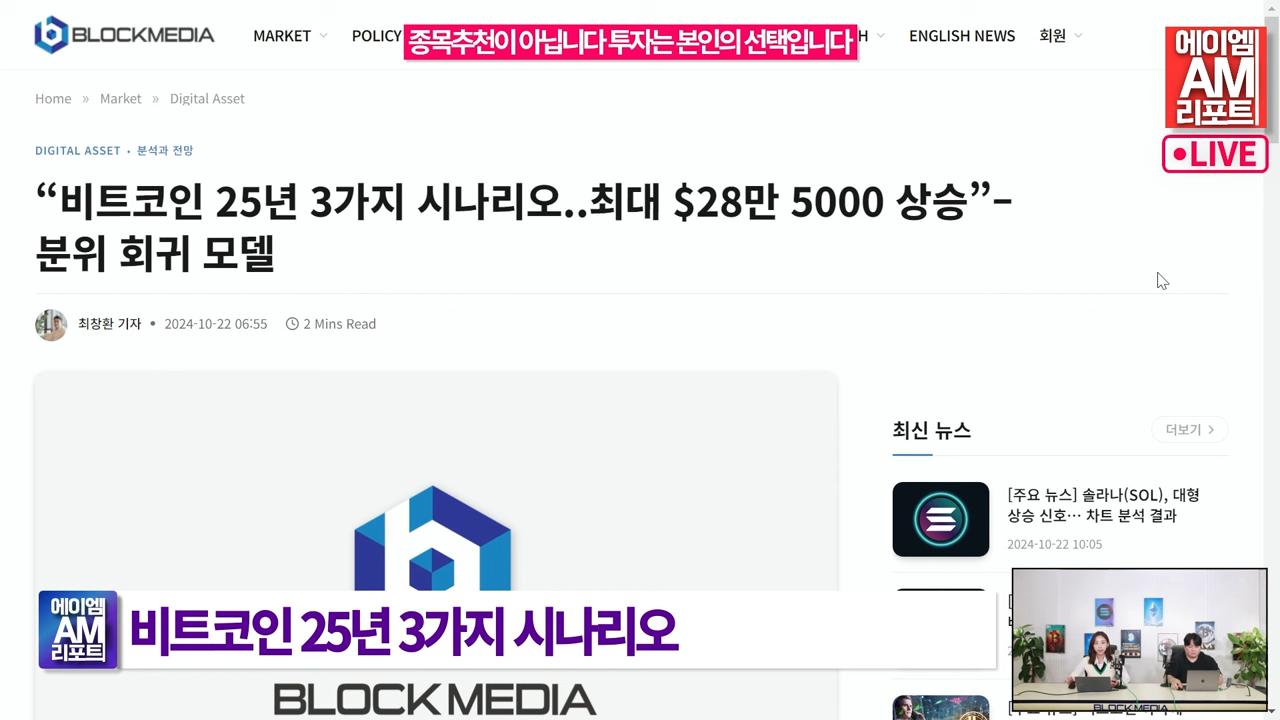 BLOCKMEDIA
MARKET
POLICY
종목추천이 아닙니다 투자는 본인의 선택입니다
ENGLISH NEWS
회원
에이엠
AM
리포트
LIVE
Home » Market » Digital Asset
DIGITAL ASSET • 분석과 전망
“비트코인 25년 3가지 시나리오..최대 $28만 5000 상승”–
분위 회귀 모델
최창환 기자 • 2024-10-22 06:55 2 Mins Read
최신 뉴스
더보기
[주요 뉴스] 솔라나(SOL), 대형
상승 신호… 차트 분석 결과
2024-10-22 10:05
에이엠
AM
리포트
비트코인 25년 3가지 시나리오
BLOCKMEDIA
BLOCKMEDIA